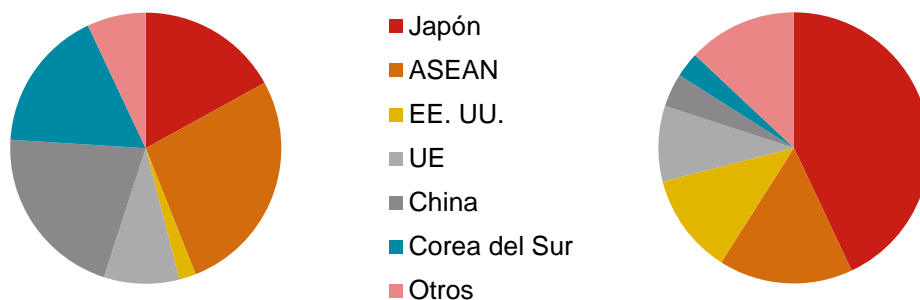 Japón
ASEAN
EE. UU.
UE
China
Corea del Sur
Otros